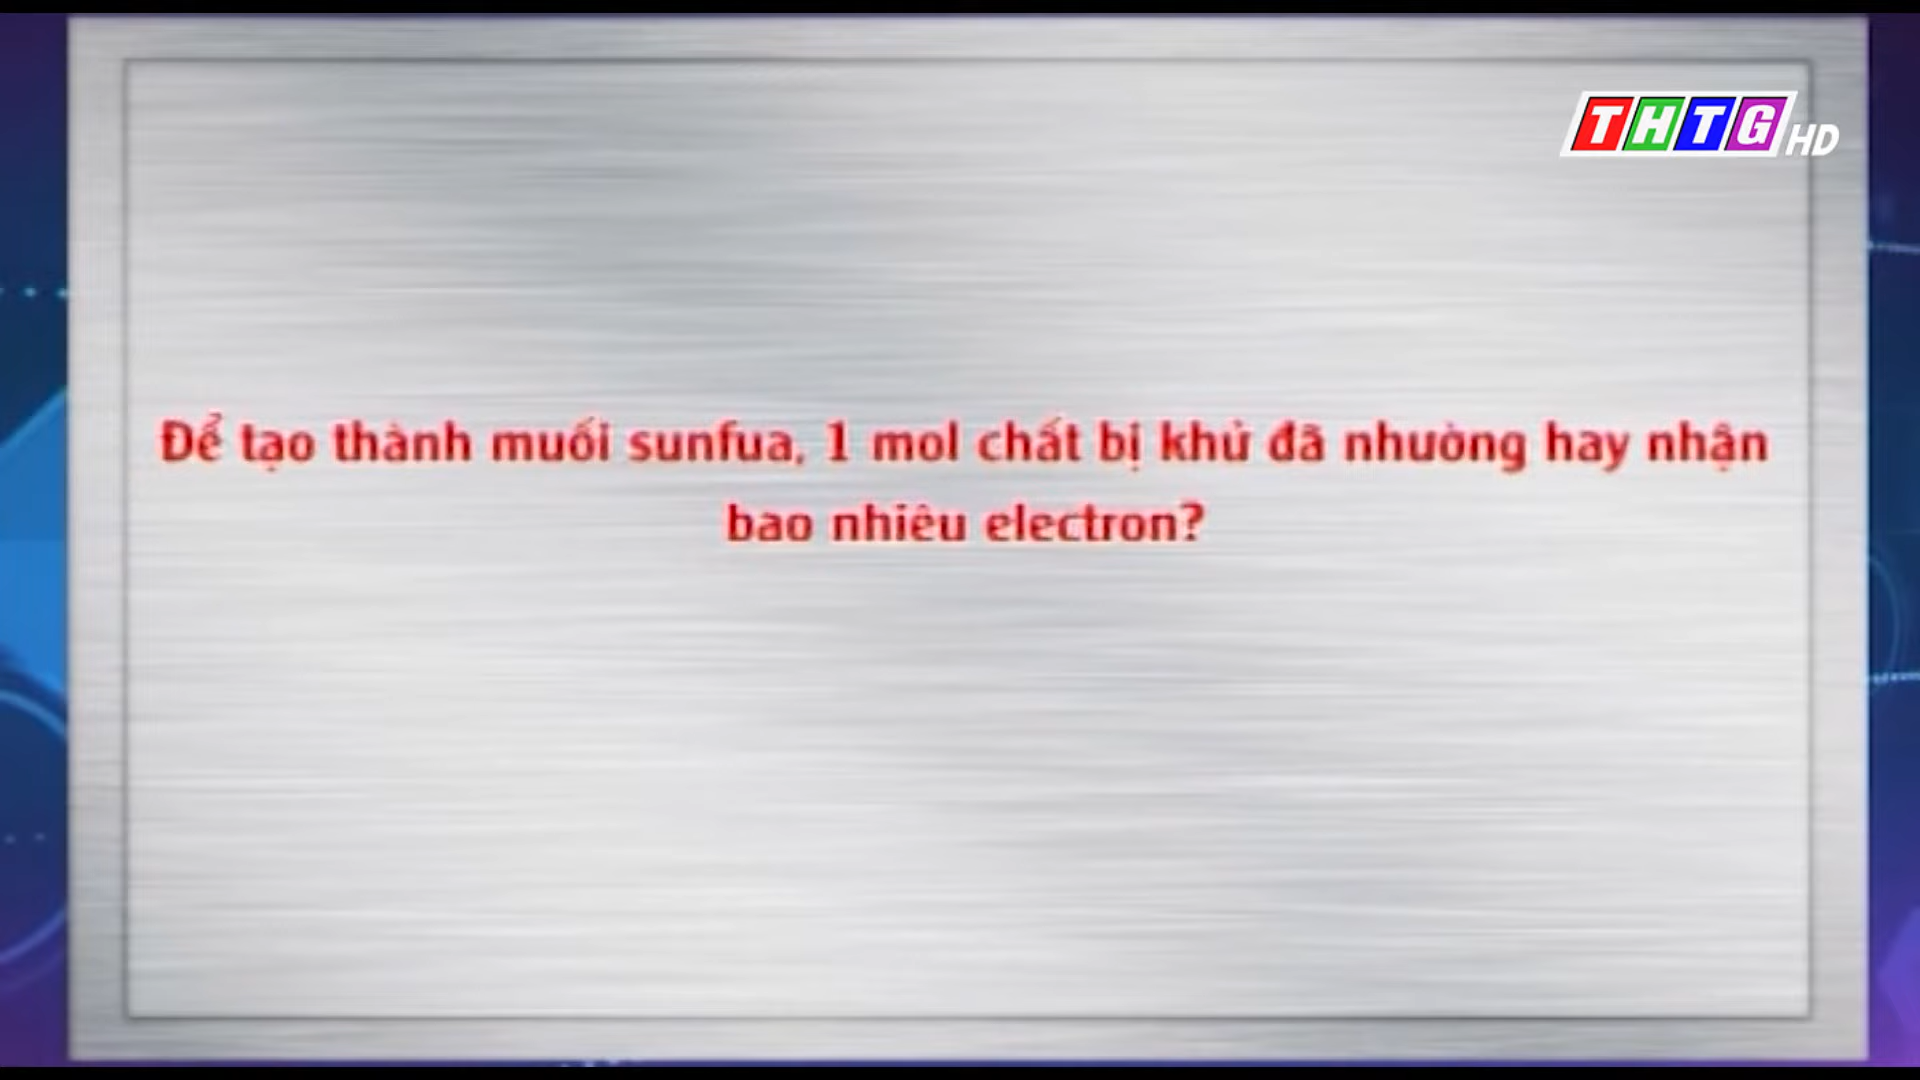 THTG HD
Để tạo thành muối sunfua, 1 mol chất bị khử đã nhường hay nhận
bao nhiêu electron?